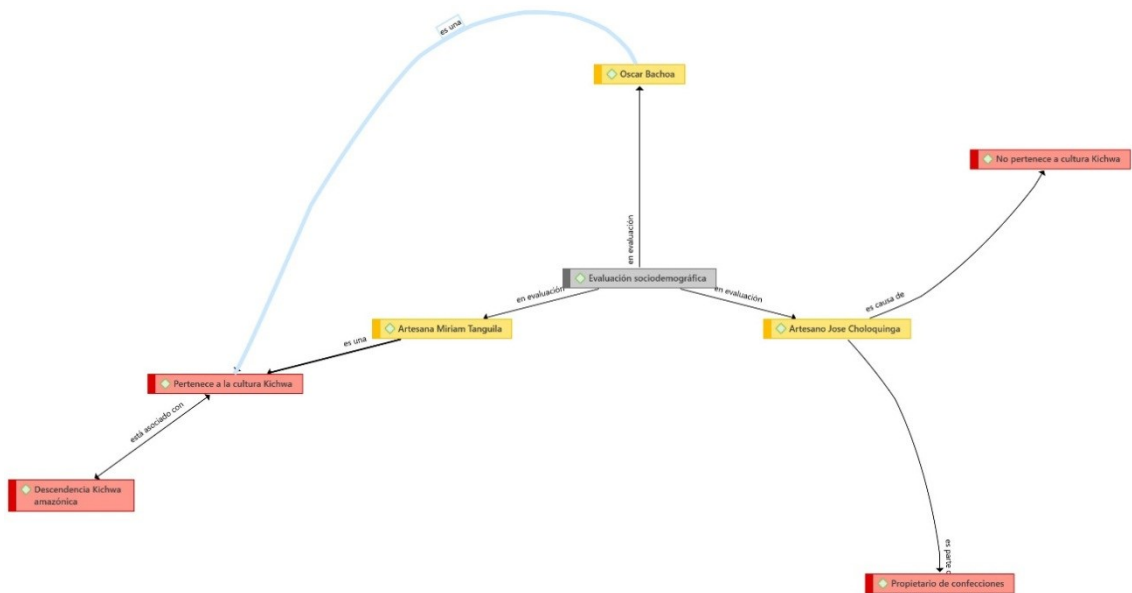 es una
Oscar Bachoa
No pertenece a cultura Kichwa
en evaluación
Evaluación sociodemográfica
en evaluación
en evaluación
es causa de
Artesana Miriam Tanguila
Artesano Jose Choloquinga
es una
Pertenece a la cultura Kichwa
está asociado con
Descendencia Kichwa
amazónica
es parte
Propietario de confecciones